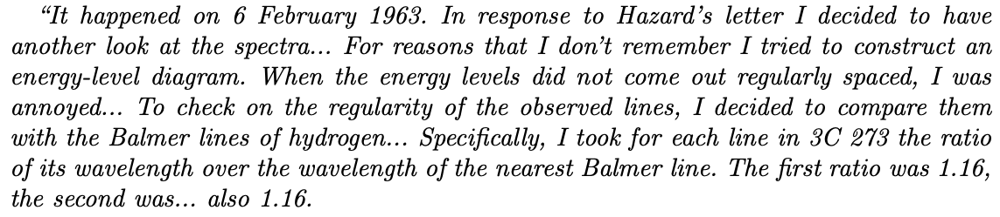 “It happened on 6 February 1963. In response to Hazard’s letter I decided to have
another look at the spectra... For reasons that I don’t remember I tried to construct an
energy-level diagram. When the energy levels did not come out regularly spaced, I was
annoyed... To check on the regularity of the observed lines, I decided to compare them
with the Balmer lines of hydrogen... Specifically, I took for each line in 3C 273 the ratio
of its wavelength over the wavelength of the nearest Balmer line. The first ratio was 1.16,
the second was... also 1.16.